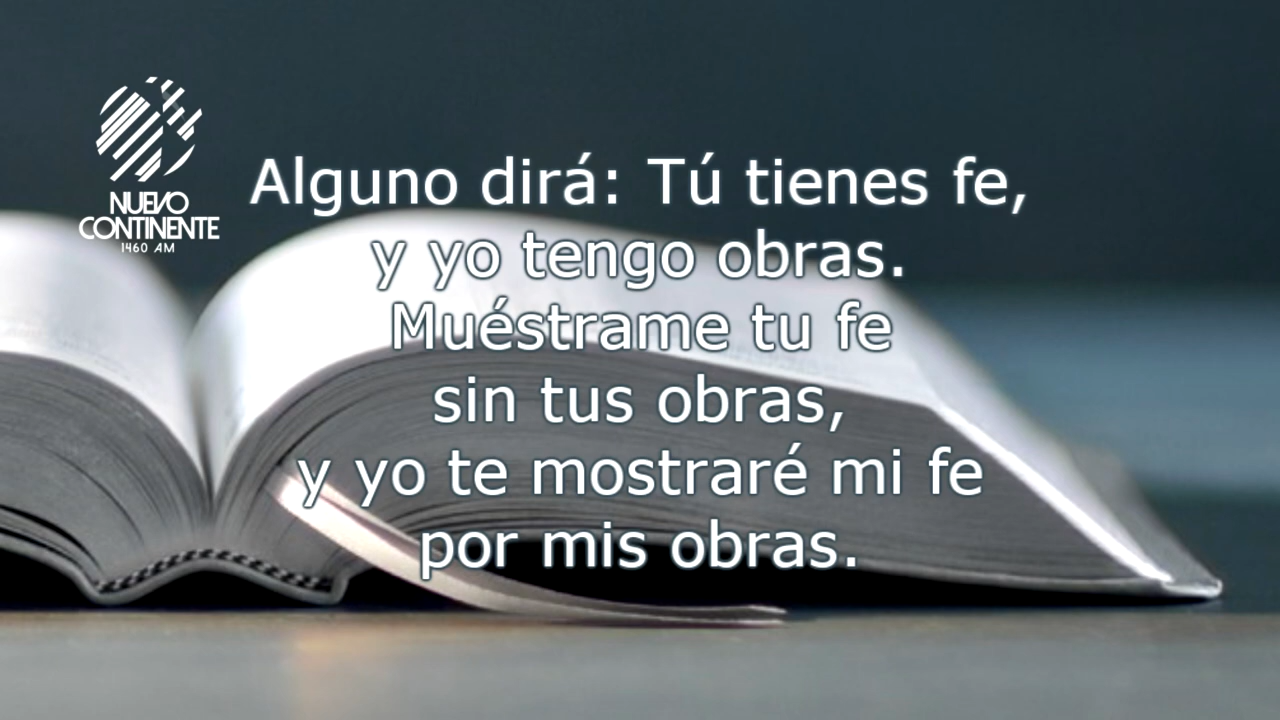 NUEVO
CONTINENTE
1460 AM
Alguno dirá: Tú tienes fe,
y yo tengo obras.
Muéstrame tu fe
sin tus obras,
y yo te mostraré mi fe
por mis obras.